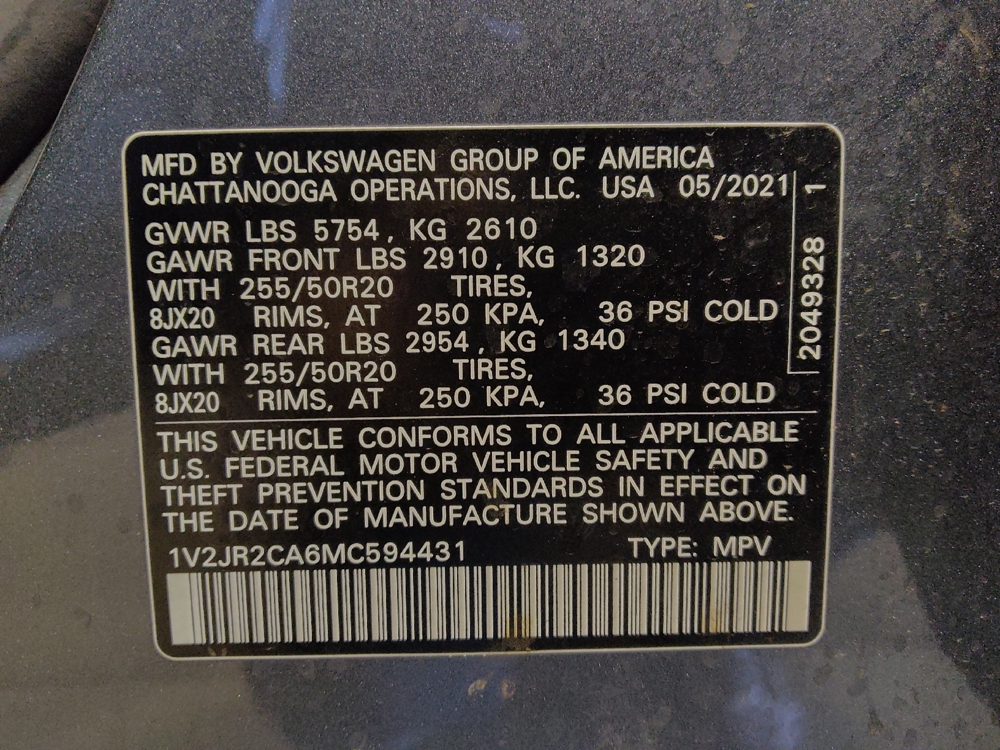 MFD BY VOLKSWAGEN GROUP OF AMERICA
CHATTANOOGA OPERATIONS, LLC. USA 05/2021
GVWR LBS 5754, KG 2610
GAWR FRONT LBS 2910, KG 1320
WITH 255/50R20 TIRES,
8JX20 RIMS, AT 250 KPA, 36 PSI COLD
GAWR REAR LBS 2954, KG 1340
WITH 255/50R20 TIRES,
8JX20 RIMS, AT 250 KPA, 36 PSI COLD
THIS VEHICLE CONFORMS TO ALL APPLICABLE
U.S. FEDERAL MOTOR VEHICLE SAFETY AND
THEFT PREVENTION STANDARDS IN EFFECT ON
THE DATE OF MANUFACTURE SHOWN ABOVE.
1V2JR2CA6MC594431 TYPE: MPV
2049328 1